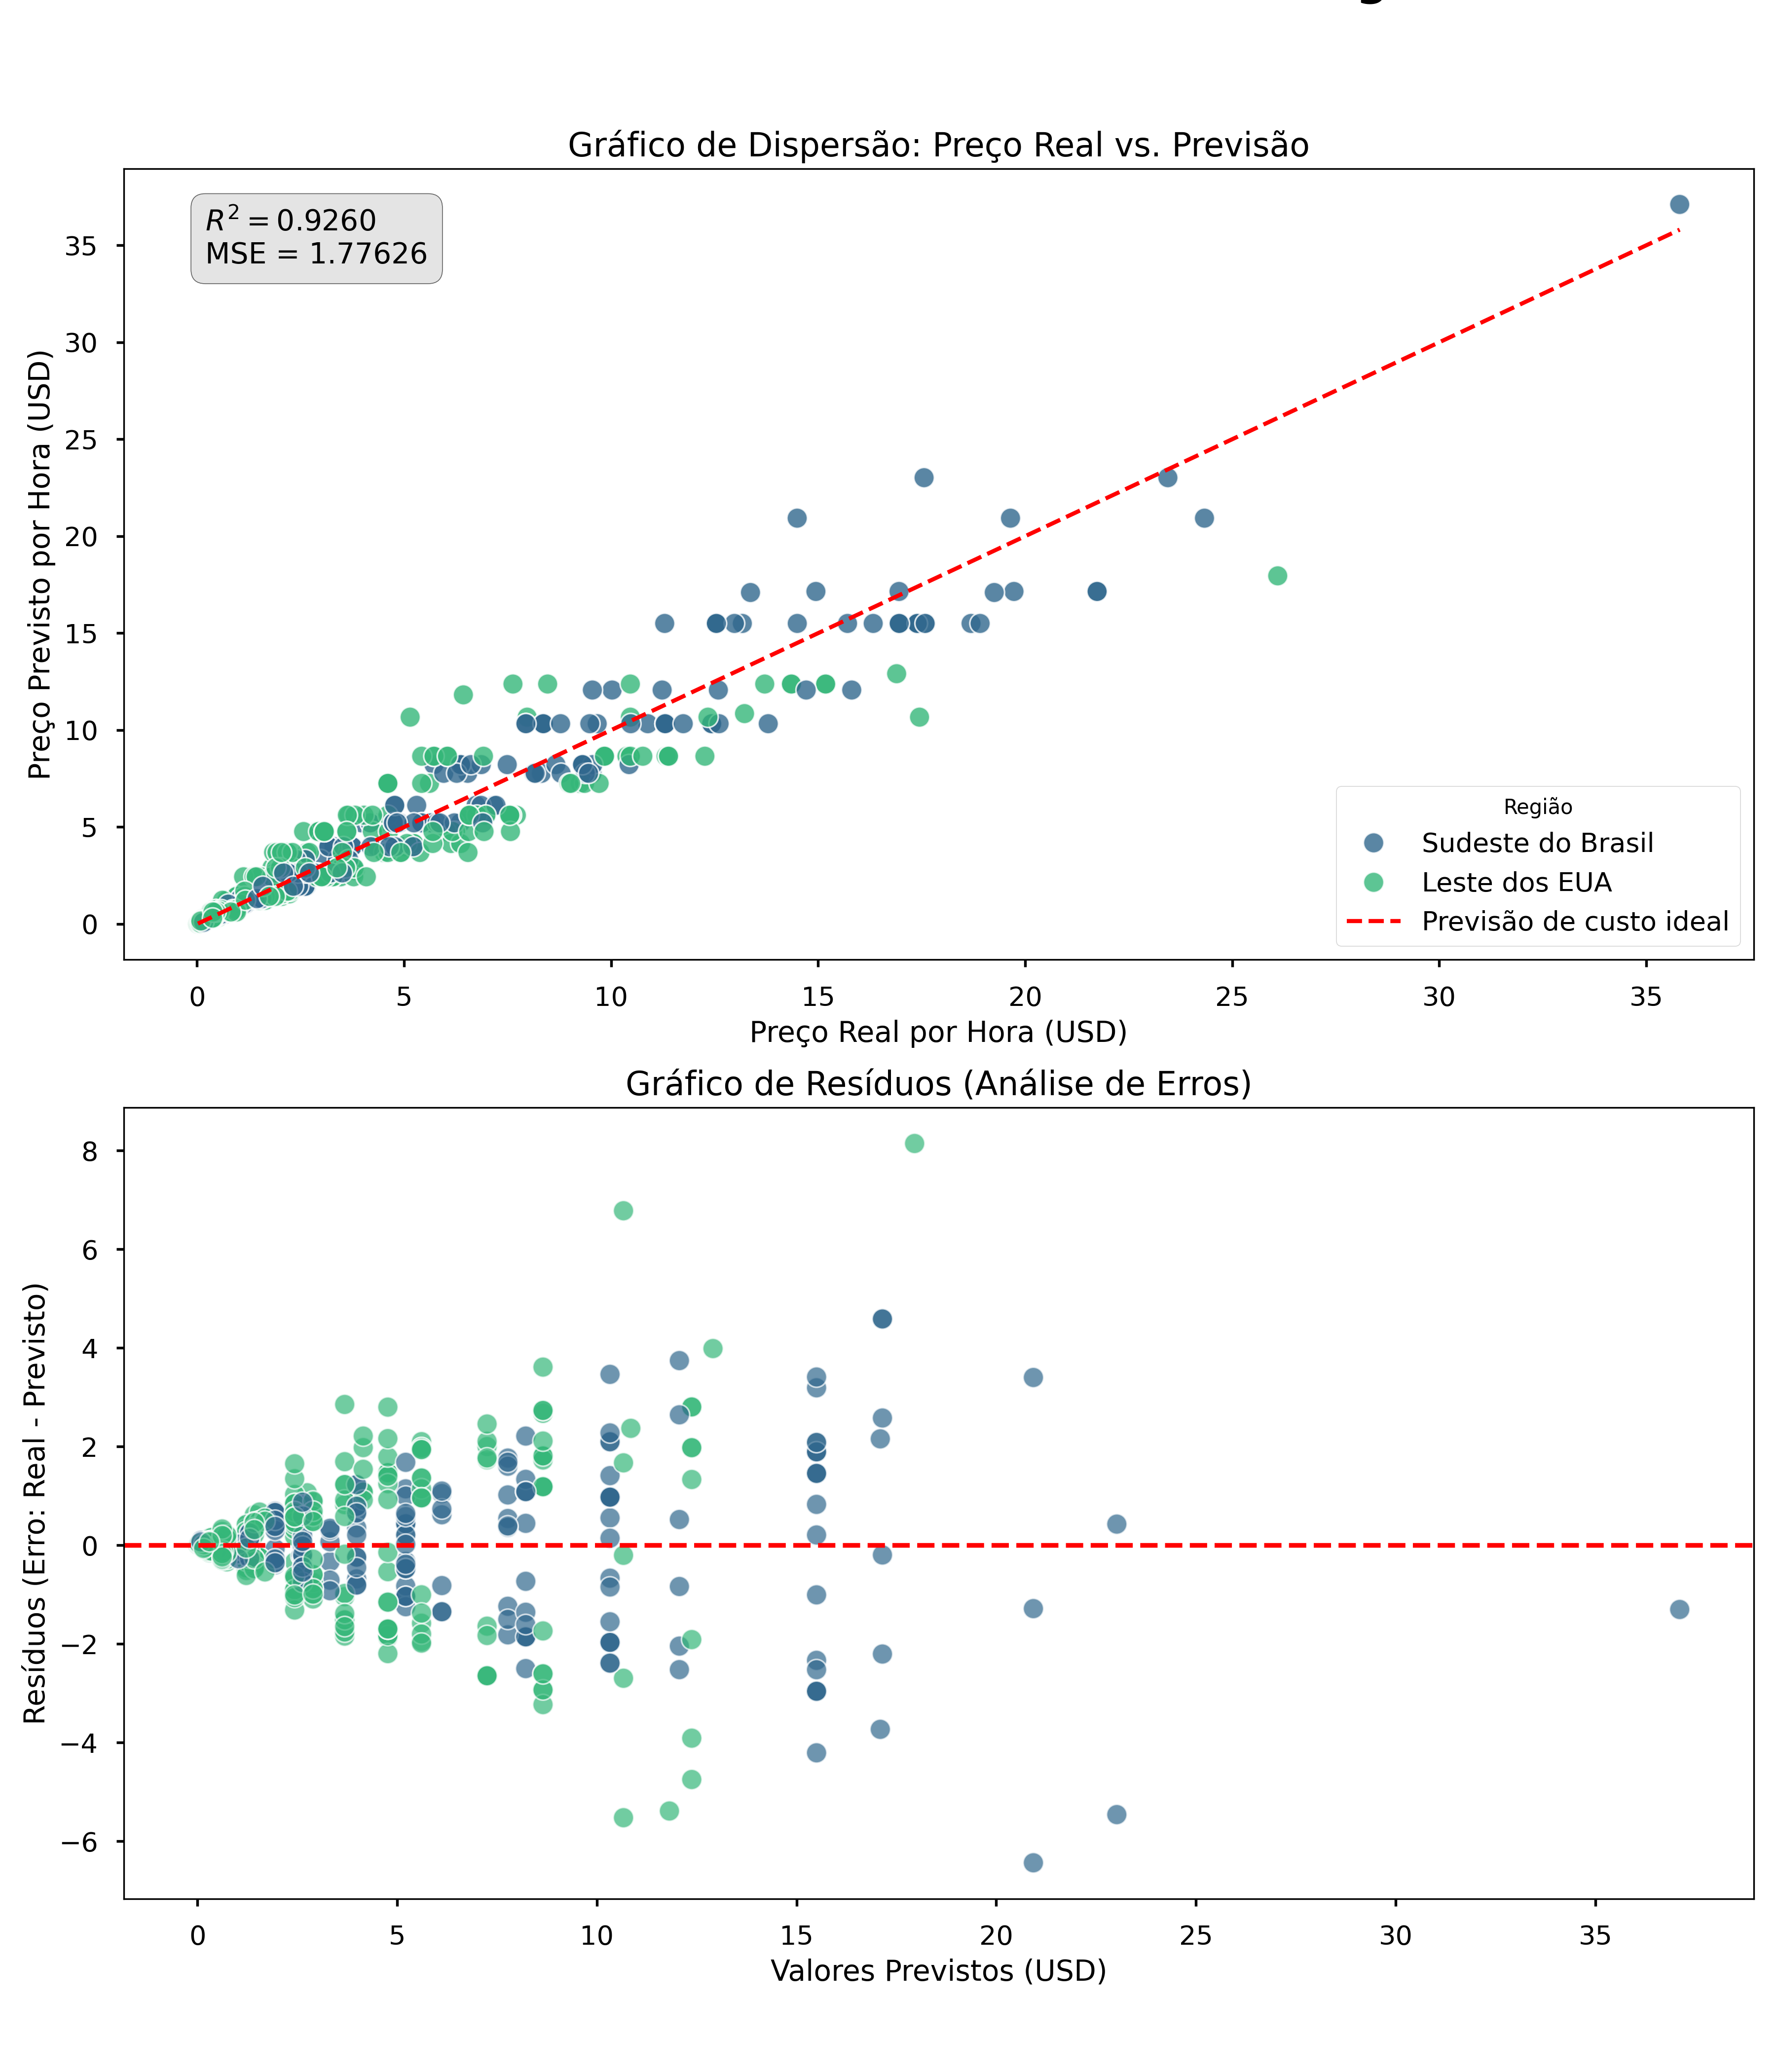 Gráfico de Dispersão: Preço Real vs. Previsão
R² = 0.9260
MSE = 1.77626
Preço Previsto por Hora (USD)
35
30
25
20
15
10
5
0
Região
Sudeste do Brasil
Leste dos EUA
Previsão de custo ideal
0 5 10 15 20 25 30 35
Preço Real por Hora (USD)
Gráfico de Resíduos (Análise de Erros)
Resíduos (Erro: Real - Previsto)
8
6
4
2
0
−2
−4
−6
0 5 10 15 20 25 30 35
Valores Previstos (USD)